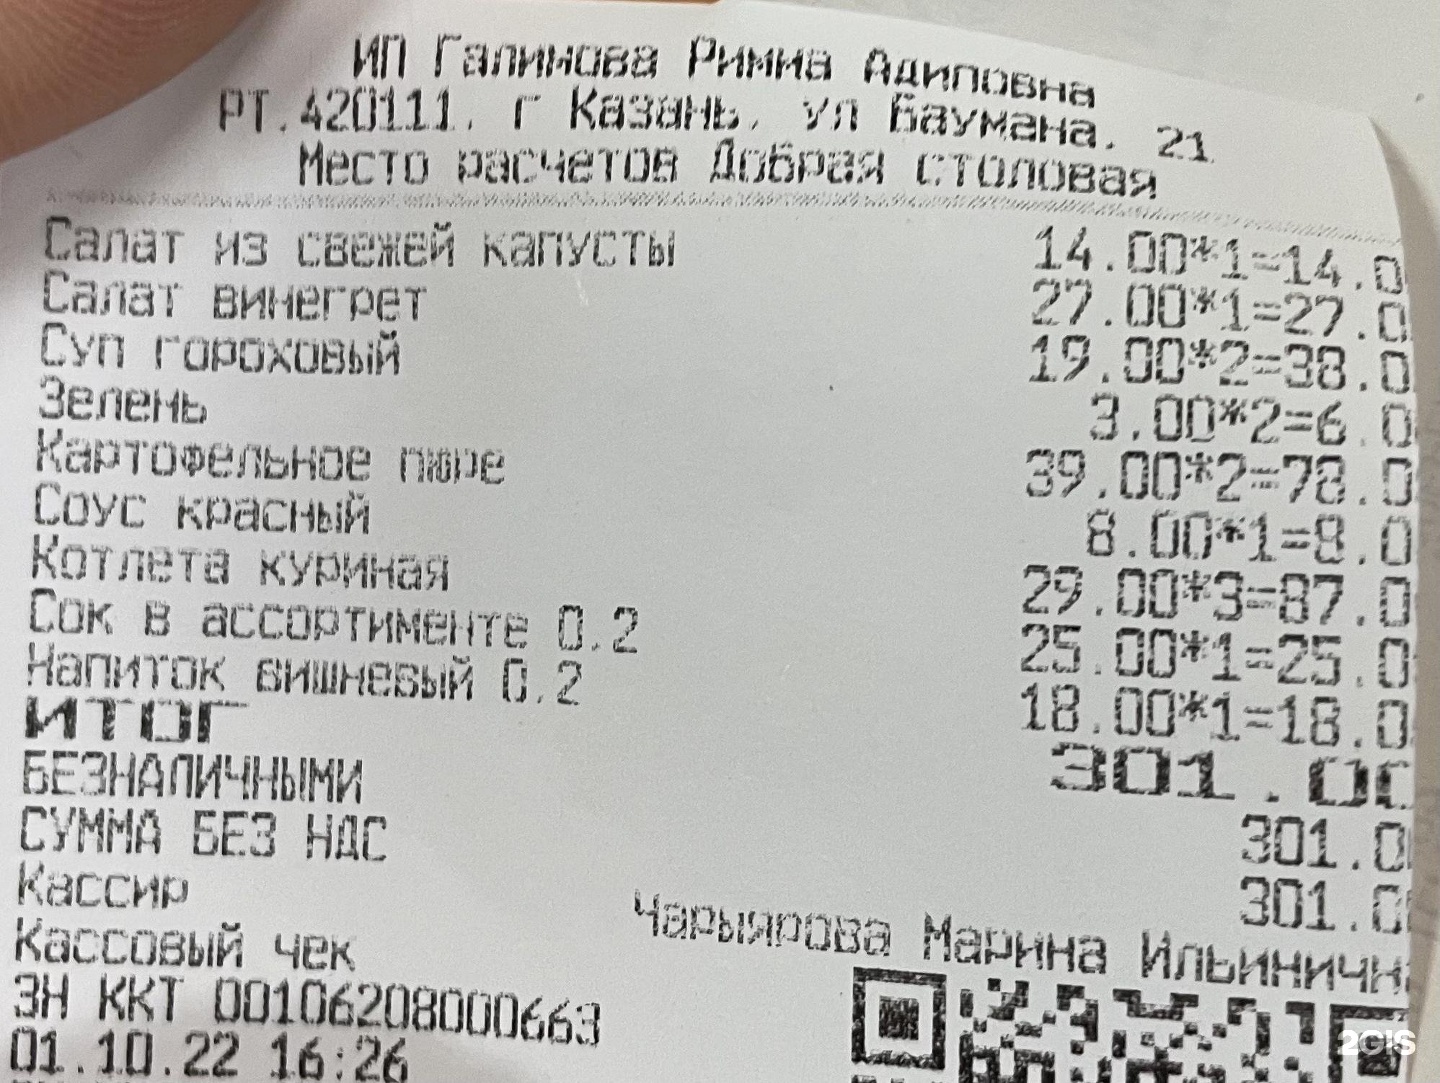 ИП Галимова Римма Адиповна
РТ.420111, г Казань, ул Баумана, 21
Место расчетов Добрая столовая
Салат из свежей капусты 14.00*1=14.0
Салат винегрет 27.00*1=27.0
Суп гороховый 19.00*2=38.0
Зелень 3.00*2=6.0
Картофельное пюре 39.00*2=78.0
Соус красный 8.00*1=8.0
Котлета куриная 29.00*3=87.0
Сок в ассортименте 0.2 25.00*1=25.0
Напиток вишневый 0,2 18.00*1=18.0
ИТОГ 301.00
БЕЗНАЛИЧНЫМИ 301.0
СУММА БЕЗ НДС 301.0
Кассир Чарыярова Марина Ильиничн
Кассовый чек
ЗН ККТ 00106208000663
01.10.22 16:26
2GIS